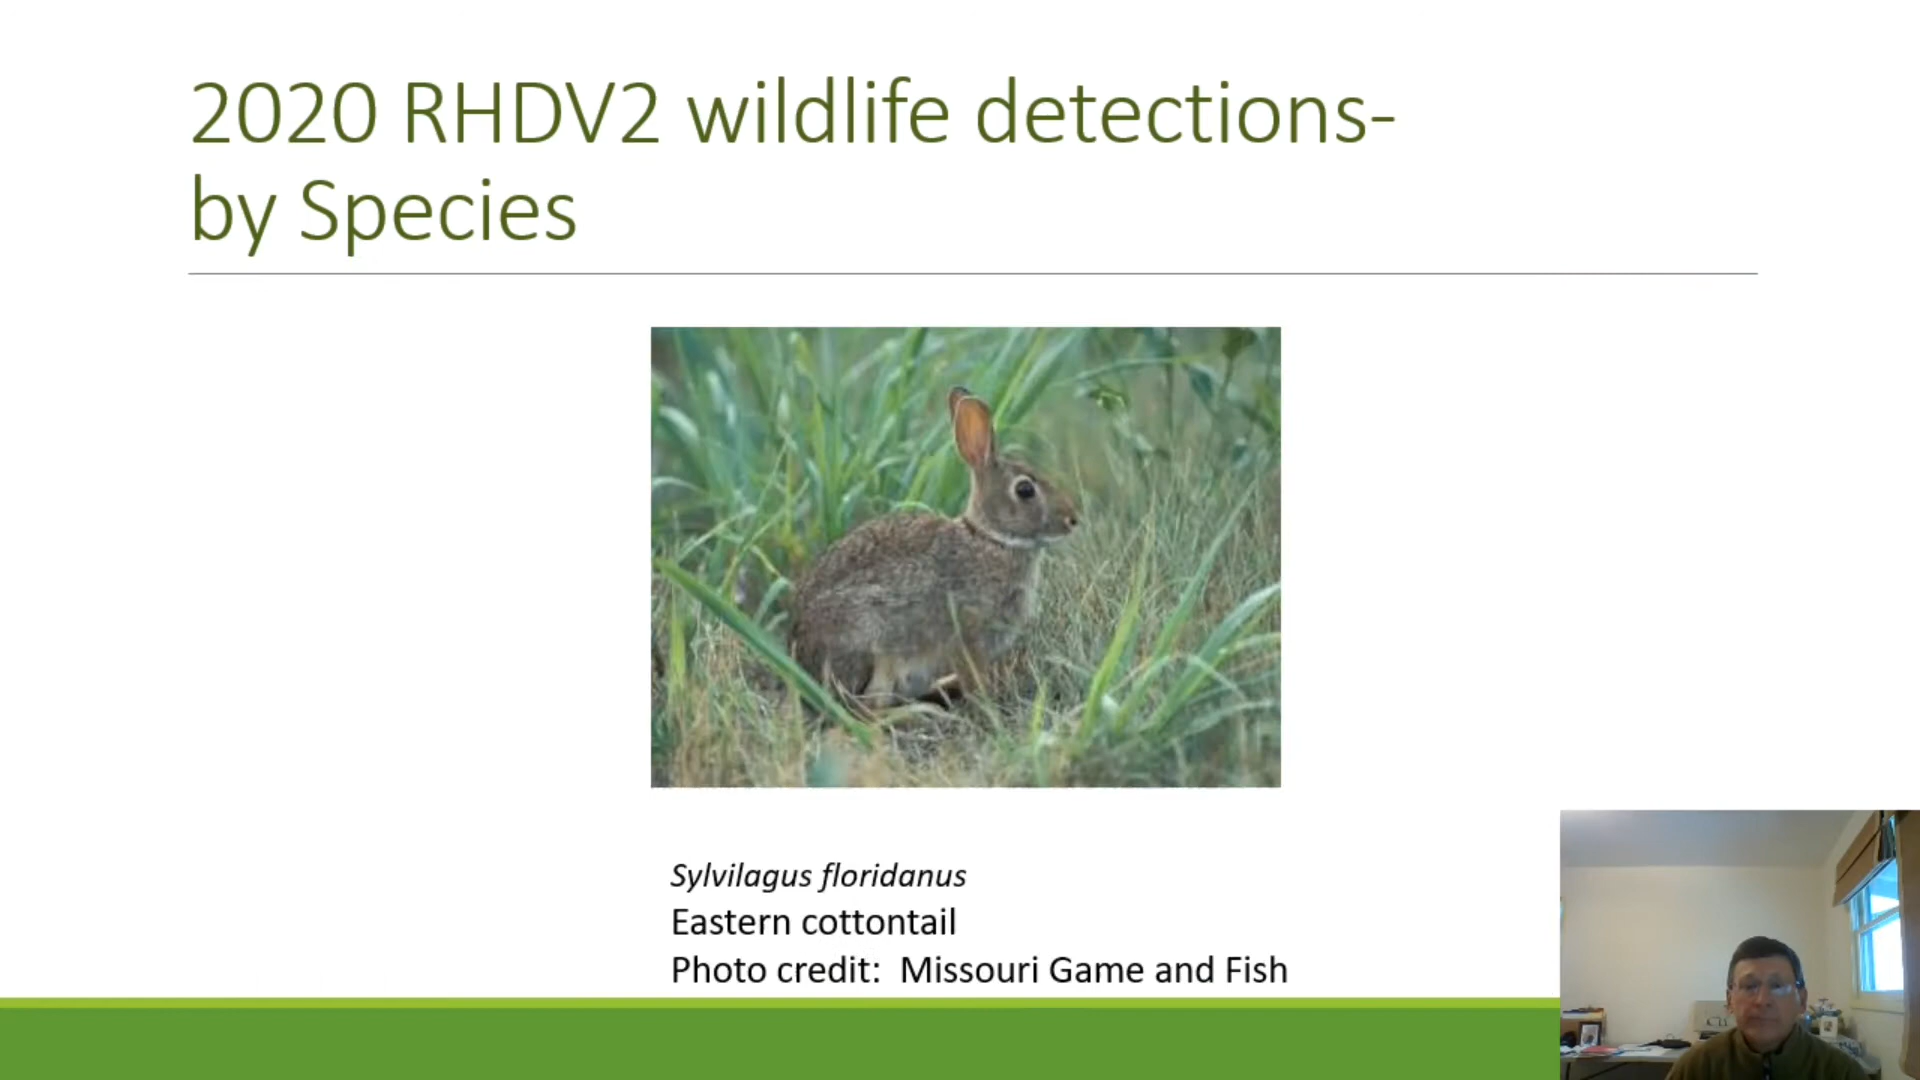 2020 RHDV2 wildlife detections-
by Species
Sylvilagus floridanus
Eastern cottontail
Photo credit:  Missouri Game and Fish